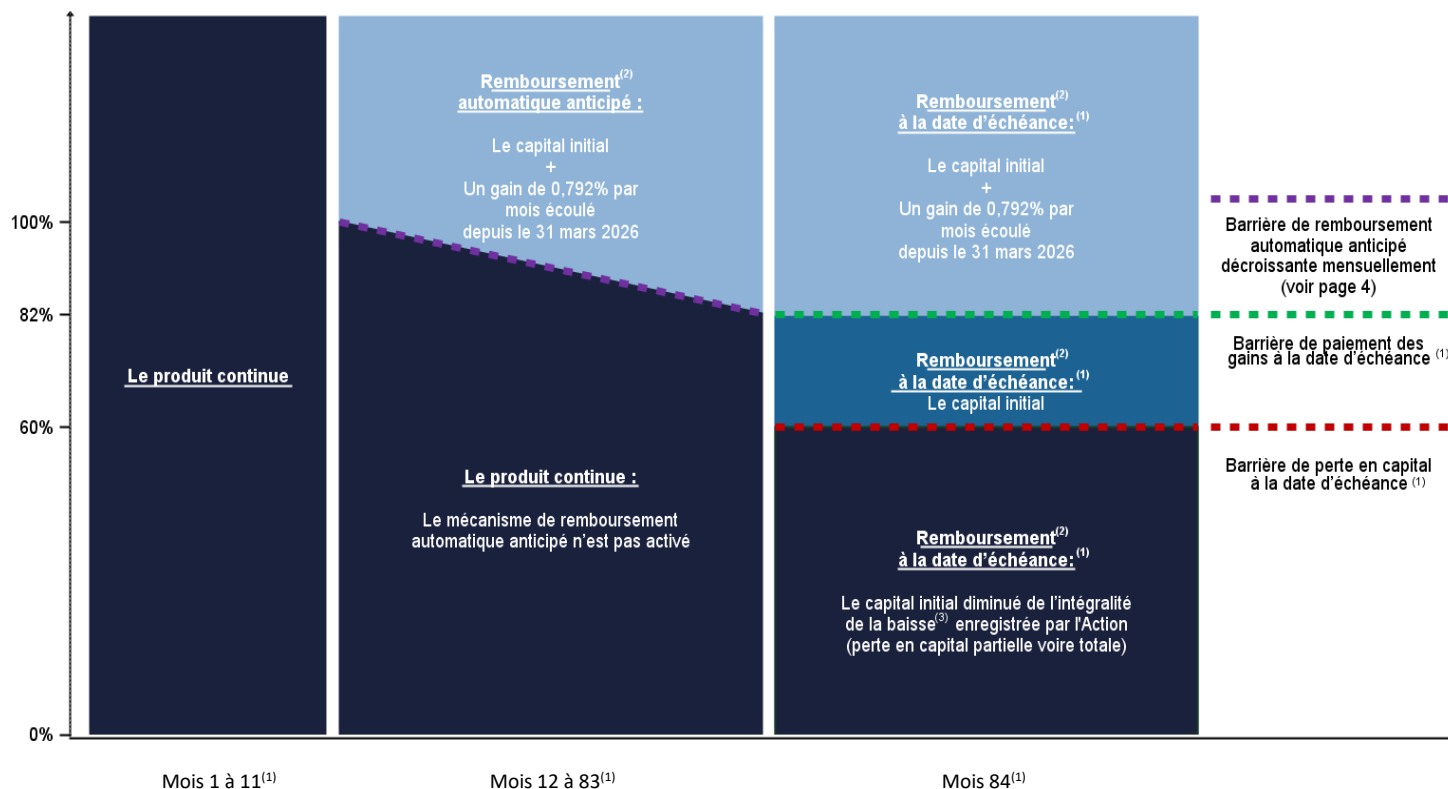 100%
82%
60%
0%
Le produit continue
Remboursement(2)
automatique anticipé :
Le capital initial
+
Un gain de 0,792% par
mois écoulé
depuis le 31 mars 2026
Le produit continue :
Le mécanisme de remboursement
automatique anticipé n'est pas activé
Remboursement(2)
à la date d'échéance:(1)
Le capital initial
+
Un gain de 0,792% par
mois écoulé
depuis le 31 mars 2026
Remboursement(2)
à la date d'échéance:(1)
Le capital initial
Remboursement(2)
à la date d'échéance:(1)
Le capital initial diminué de l'intégralité
de la baisse(3) enregistrée par l'Action
(perte en capital partielle voire totale)
Barrière de remboursement
automatique anticipé
décroissante mensuellement
(voir page 4)
Barrière de paiement des
gains à la date d'échéance (1)
Barrière de perte en capital
à la date d'échéance (1)
Mois 1 à 11(1)
Mois 12 à 83(1)
Mois 84(1)